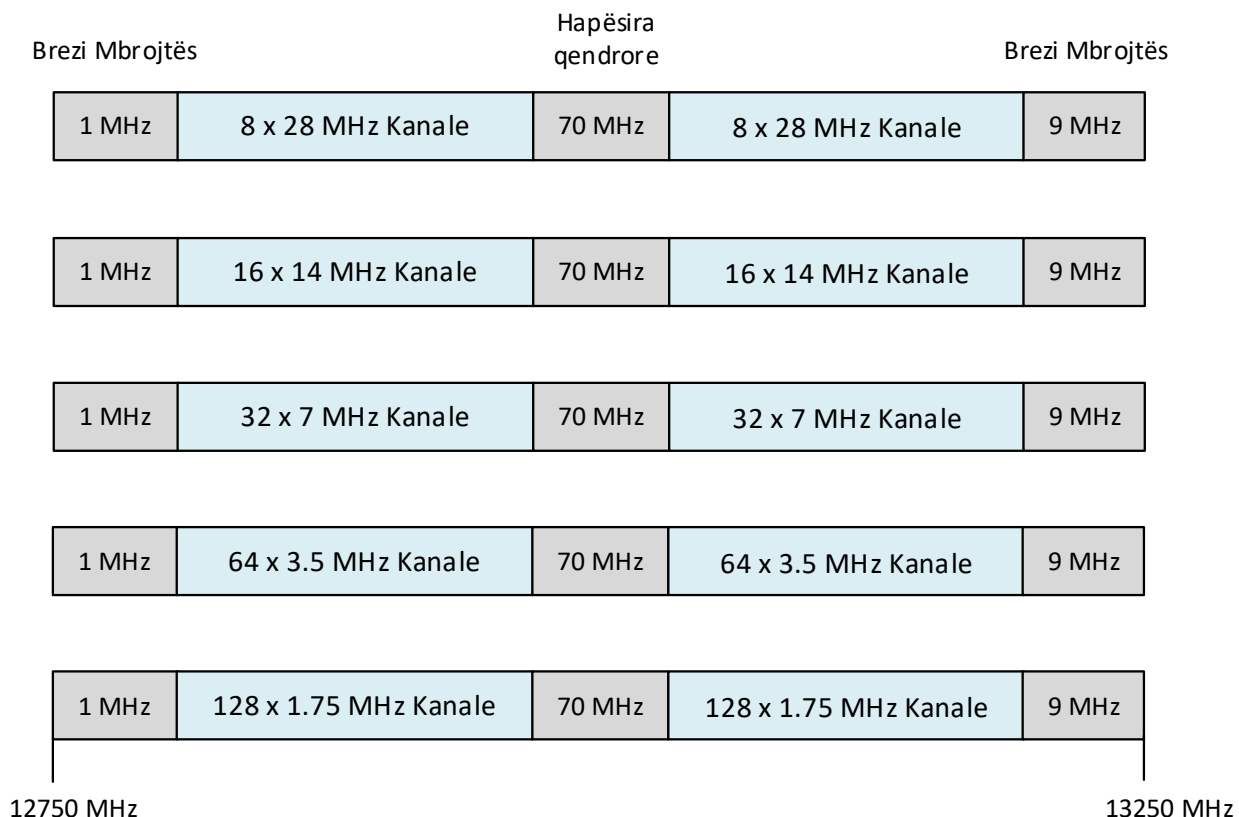 Brezi Mbrojtës
Hapësira
qendrore
Brezi Mbrojtës
1 MHz 8 x 28 MHz Kanale 70 MHz 8 x 28 MHz Kanale 9 MHz
1 MHz 16 x 14 MHz Kanale 70 MHz 16 x 14 MHz Kanale 9 MHz
1 MHz 32 x 7 MHz Kanale 70 MHz 32 x 7 MHz Kanale 9 MHz
1 MHz 64 x 3.5 MHz Kanale 70 MHz 64 x 3.5 MHz Kanale 9 MHz
1 MHz 128 x 1.75 MHz Kanale 70 MHz 128 x 1.75 MHz Kanale 9 MHz
12750 MHz 13250 MHz